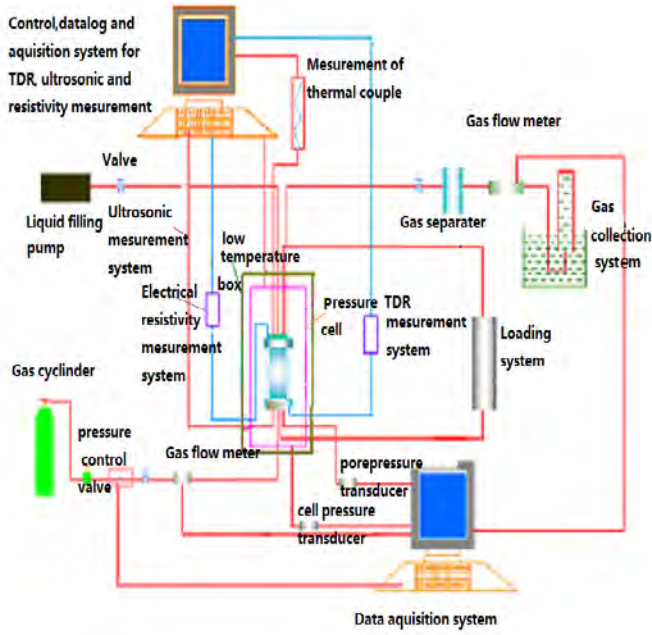 Control,datalog and
aquisition system for
TDR, ultrosonic and
resistivity mesurement
Mesurement of
thermal couple
Gas flow meter
Valve
Liquid filling
pump
Ultrosonic
mesurement
system
Gas separater
Gas
collection
system
low
temperature
box
Electrical
resistivity
mesurement
system
Pressure
cell
TDR
mesurement
system
Loading
system
Gas cyclinder
pressure
control
valve
Gas flow meter
porepressure
transducer
cell pressure
transducer
Data aquisition system